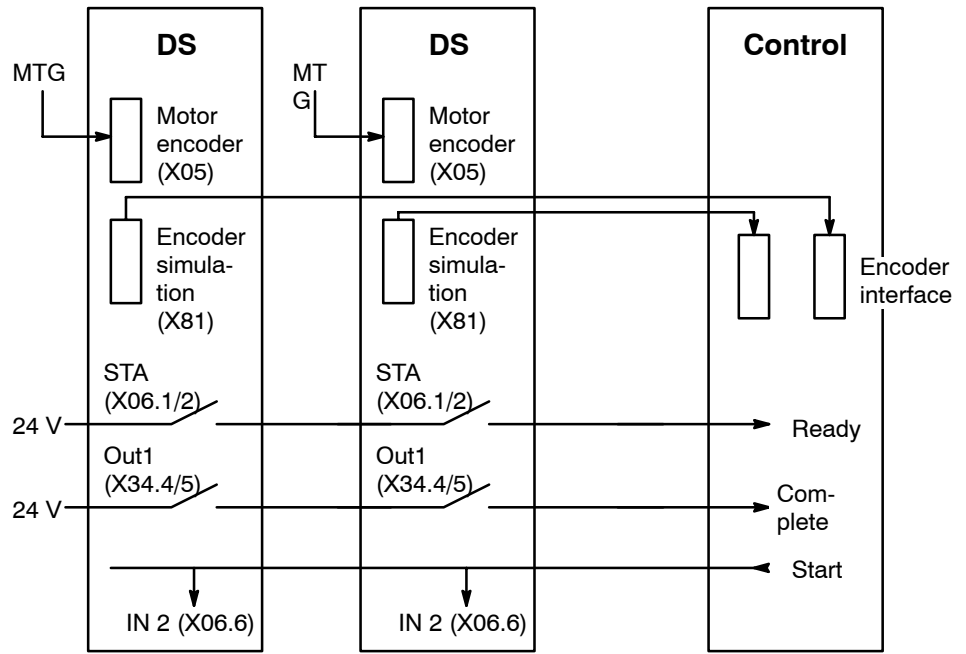 DS
DS
Control
MTG
MT
G
Motor
encoder
(X05)
Motor
encoder
(X05)
Encoder
simula-
tion
(X81)
Encoder
simula-
tion
(X81)
Encoder
interface
STA
(X06.1/2)
STA
(X06.1/2)
24 V
Ready
Out1
(X34.4/5)
Out1
(X34.4/5)
24 V
Com-
plete
Start
IN 2 (X06.6)
IN 2 (X06.6)